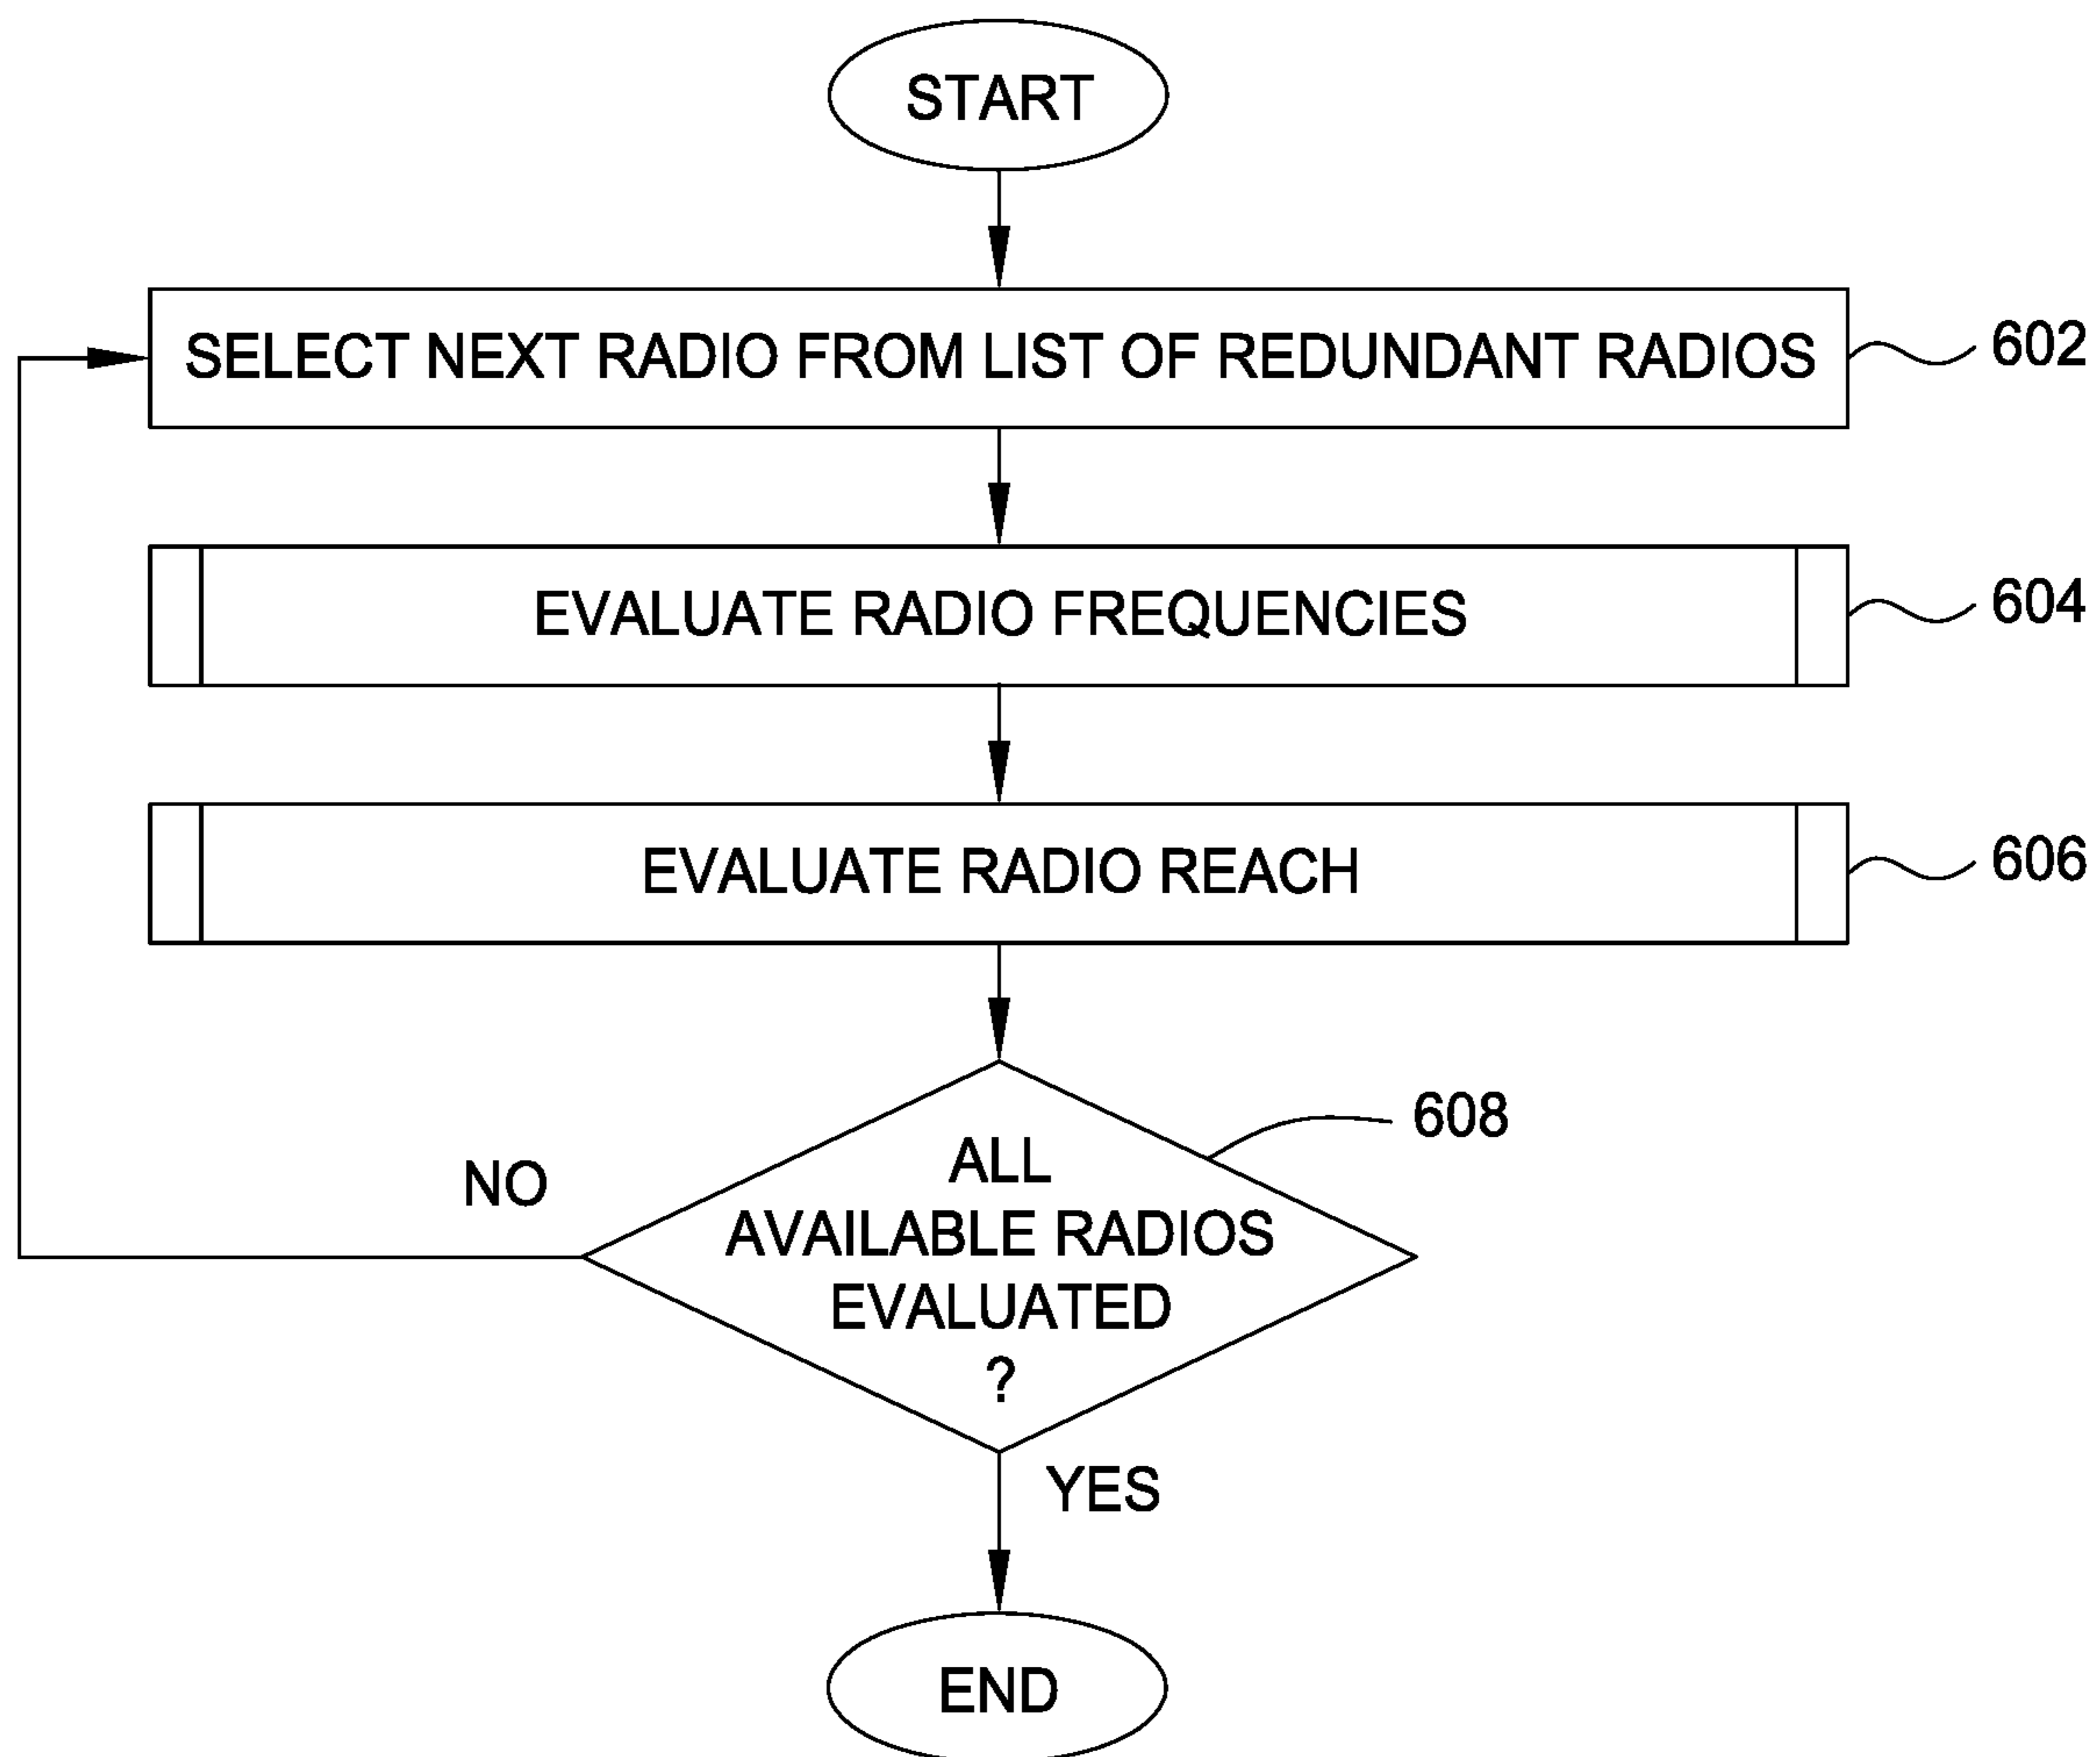 START
SELECT NEXT RADIO FROM LIST OF REDUNDANT RADIOS
602
EVALUATE RADIO FREQUENCIES
604
EVALUATE RADIO REACH
606
608
ALL
AVAILABLE RADIOS
EVALUATED
?
NO
YES
END